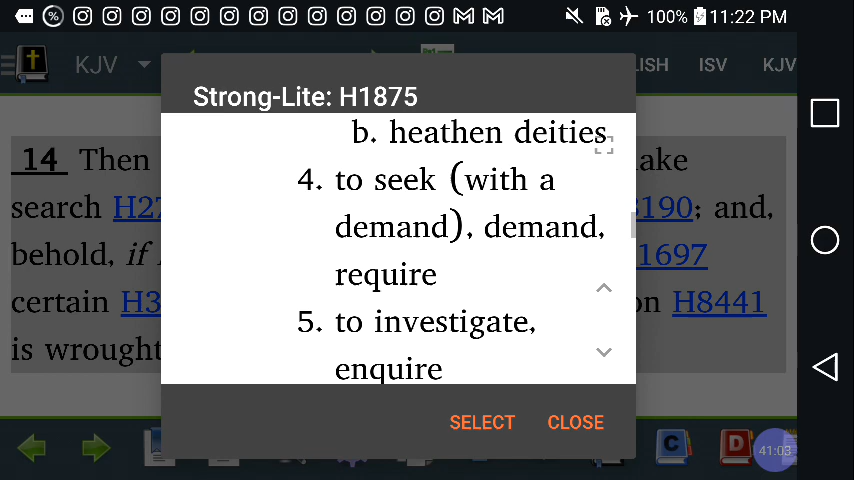 100% 11:22 PM
KJV
LISH ISV KJV
Strong-Lite: H1875
b. heathen deities
4. to seek (with a
demand), demand,
require
5. to investigate,
enquire
SELECT CLOSE
14 Then
search H27 3190; and,
behold, if 1697
certain H3 on H8441
is wrought
C D 41:03